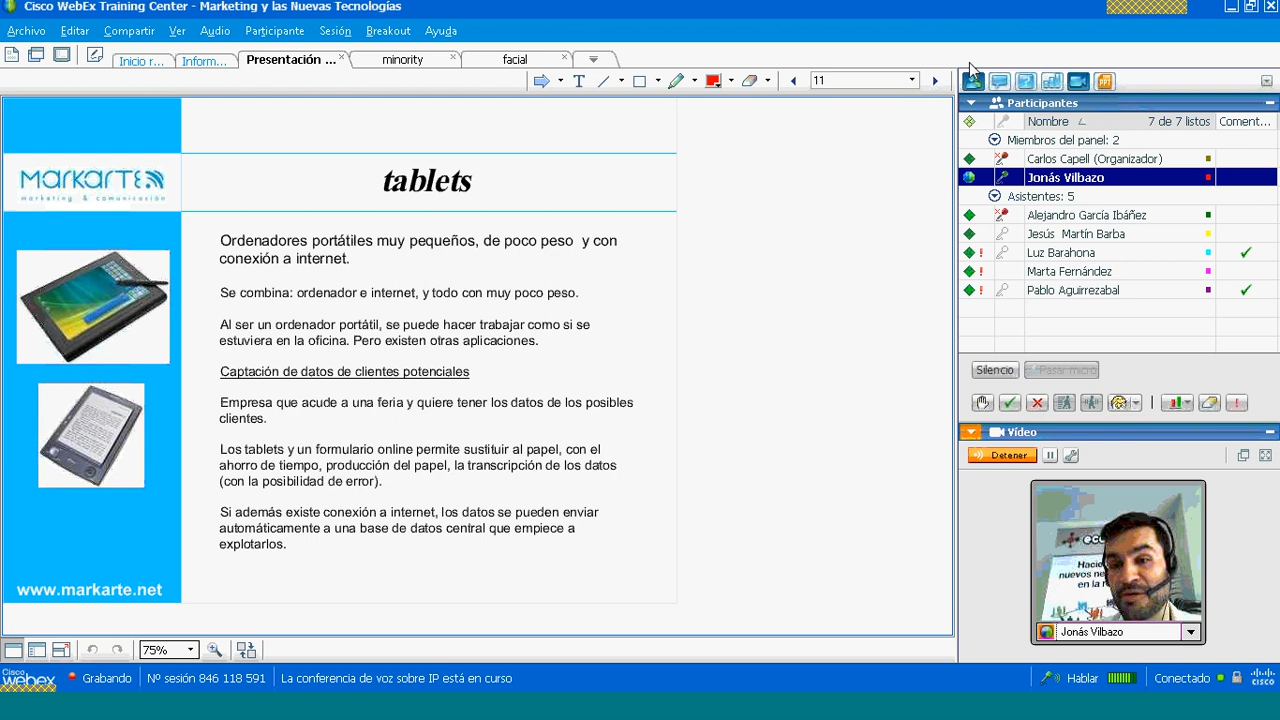 Cisco WebEx Training Center - Marketing y las Nuevas Tecnologías
Archivo Editar Compartir Ver Audio Participante Sesión Breakout Ayuda
Inicio r... Inform... Presentación ... minority facial
11
Participantes
Nombre 7 de 7 listos Coment...
Miembros del panel: 2
Carlos Capell (Organizador)
Jonás Vilbazo
Asistentes: 5
Alejandro García Ibáñez
Jesús Martín Barba
Luz Barahona
Marta Fernández
Pablo Aguirrezabal
Silencio Pasar micro
Vídeo
Detener
Hacie
nuevos ne
en la
Jonás Vilbazo
MARKARTE
marketing & comunicación
tablets
Ordenadores portátiles muy pequeños, de poco peso y con
conexión a internet.
Se combina: ordenador e internet, y todo con muy poco peso.
Al ser un ordenador portátil, se puede hacer trabajar como si se
estuviera en la oficina. Pero existen otras aplicaciones.
Captación de datos de clientes potenciales
Empresa que acude a una feria y quiere tener los datos de los posibles
clientes.
Los tablets y un formulario online permite sustituir al papel, con el
ahorro de tiempo, producción del papel, la transcripción de los datos
(con la posibilidad de error).
Si además existe conexión a internet, los datos se pueden enviar
automáticamente a una base de datos central que empiece a
explotarlos.
www.markarte.net
75%
Cisco
webex Grabando Nº sesión 846 118 591 La conferencia de voz sobre IP está en curso Hablar Conectado cisco